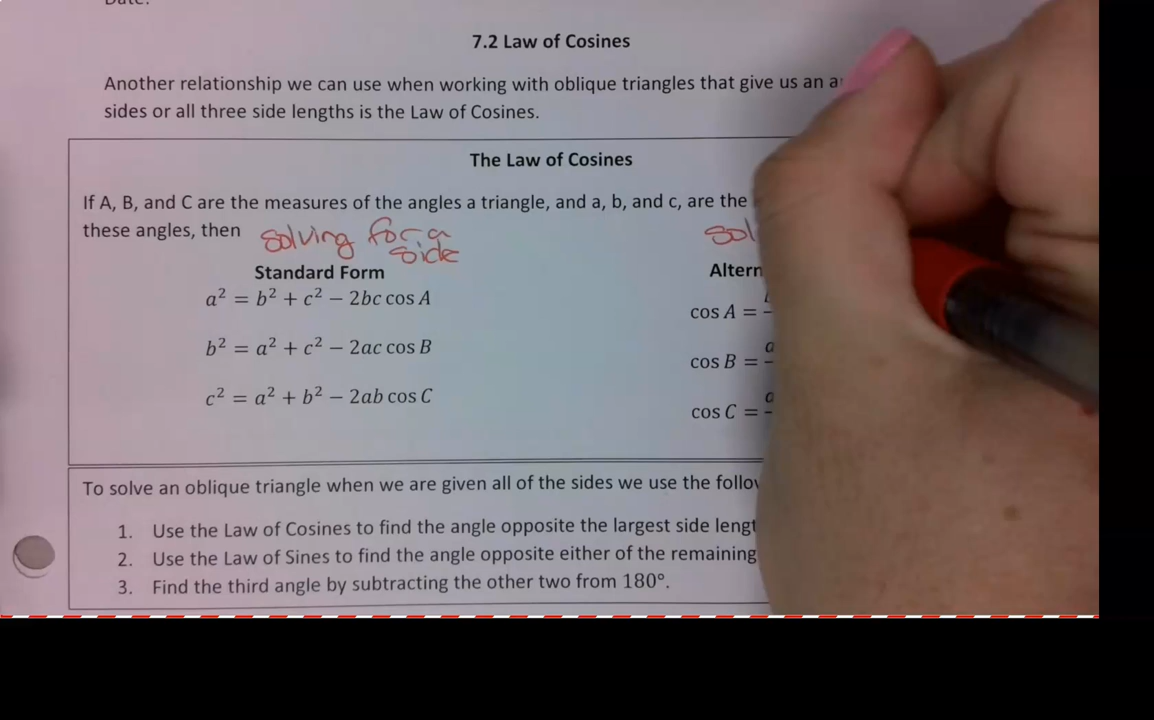 7.2 Law of Cosines
Another relationship we can use when working with oblique triangles that give us an
sides or all three side lengths is the Law of Cosines.
The Law of Cosines
If A, B, and C are the measures of the angles a triangle, and a, b, and c, are the
these angles, then solving for a
side
Standard Form Altern
a² = b² + c² − 2bc cos A cos A =
b² = a² + c² − 2ac cos B cos B =
c² = a² + b² − 2ab cos C cos C =
To solve an oblique triangle when we are given all of the sides we use the
1. Use the Law of Cosines to find the angle opposite the largest side
2. Use the Law of Sines to find the angle opposite either of the remaining
3. Find the third angle by subtracting the other two from 180°.